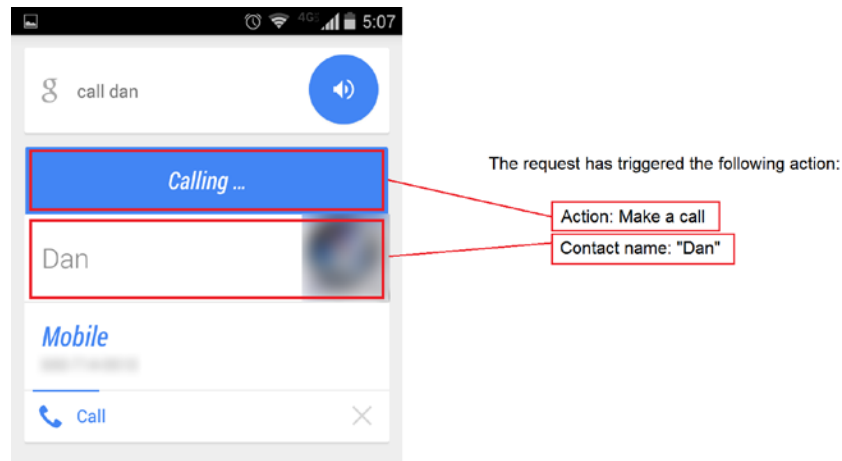 4G 5:07
g call dan
Calling ...
Dan
Mobile
Call
The request has triggered the following action:
Action: Make a call
Contact name: "Dan"